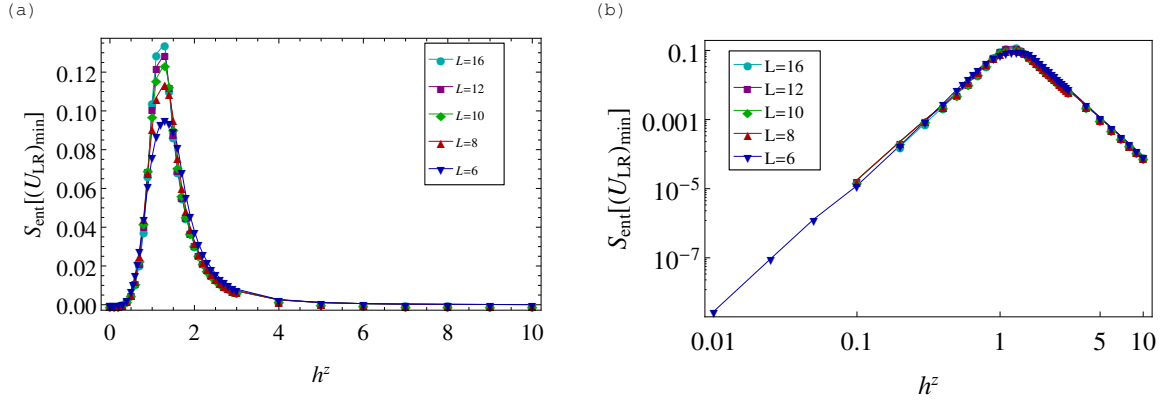 (a)
(b)
S_ent[(U_LR)_min]
0.12
0.10
0.08
0.06
0.04
0.02
0.00
0 2 4 6 8 10
h^z
L=16
L=12
L=10
L=8
L=6
S_ent[(U_LR)_min]
0.1
0.001
10^-5
10^-7
0.01 0.1 1 5 10
h^z
L=16
L=12
L=10
L=8
L=6